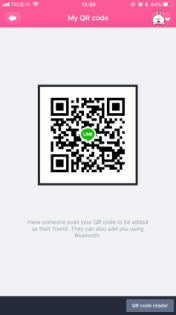 TRUE-H 12:50 44%
My QR code
LINE
Have someone scan your QR code to be added
as their friend. They can also add you using
Bluetooth.
QR code reader